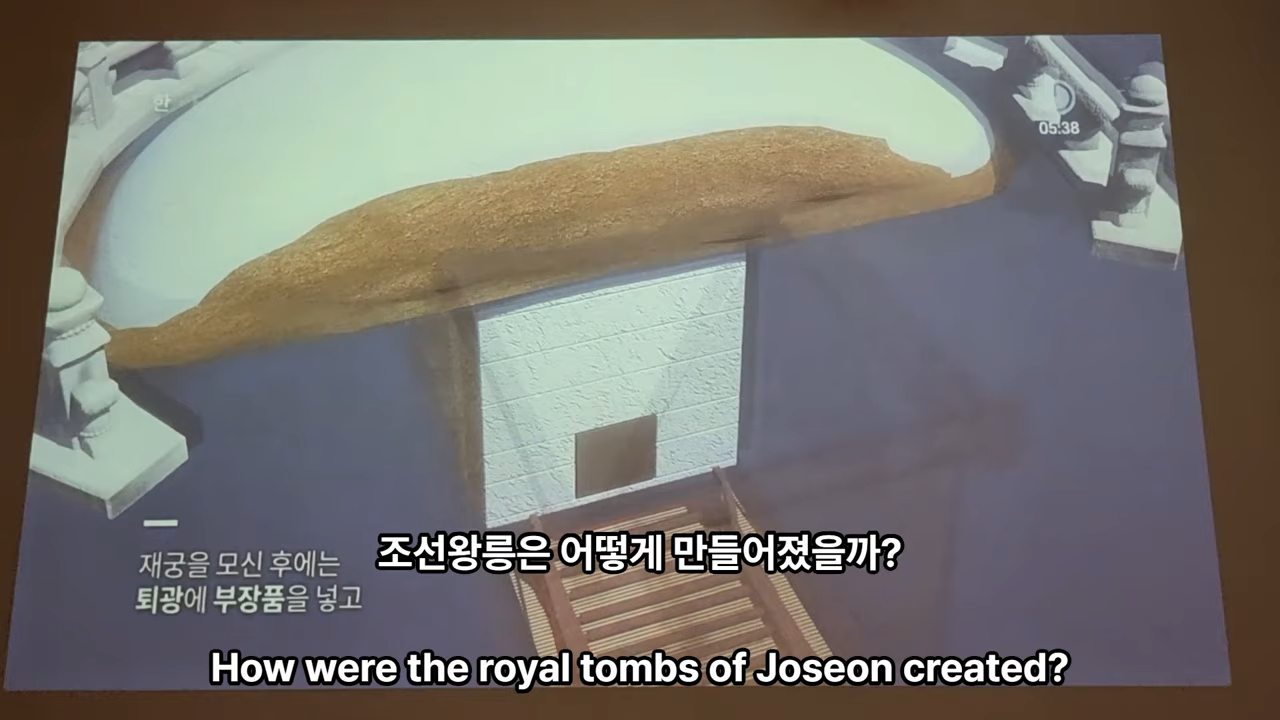 한
05:38
재궁을 모신 후에는
퇴광에 부장품을 넣고
조선왕릉은 어떻게 만들어졌을까?
How were the royal tombs of Joseon created?